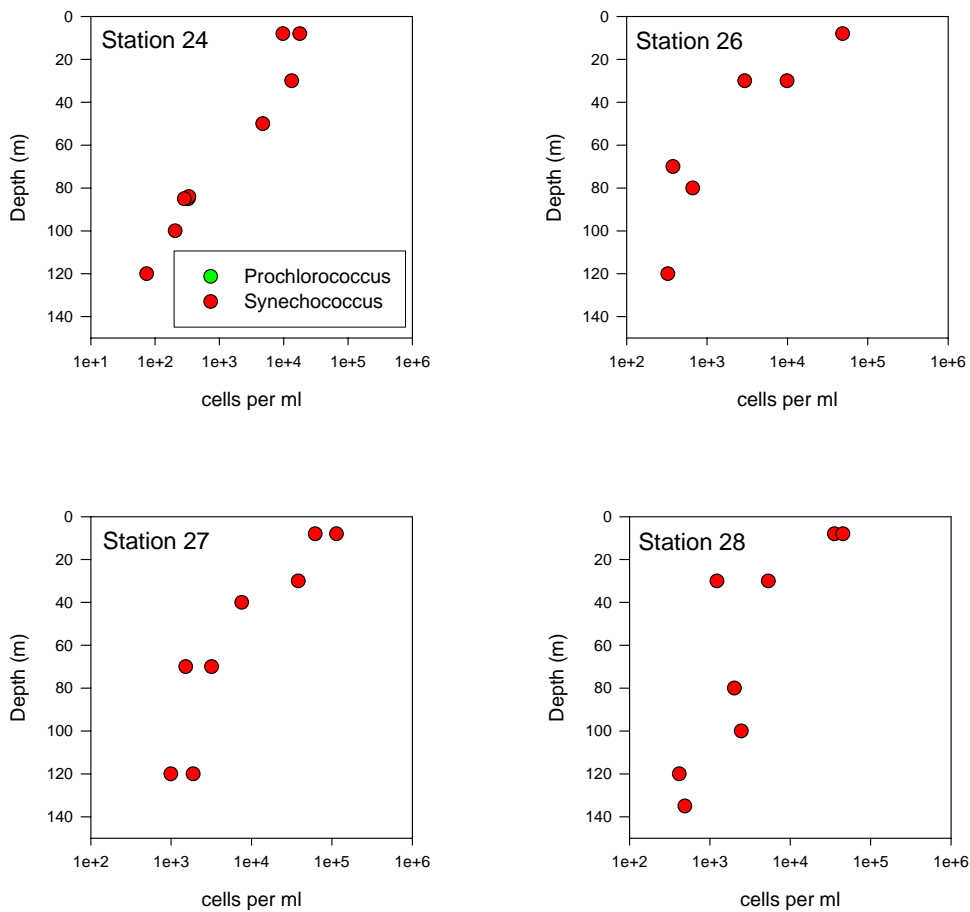 Station 24
0
20
40
60
80
100
120
140
Depth (m)
Prochlorococcus
Synechococcus
1e+1 1e+2 1e+3 1e+4 1e+5 1e+6
cells per ml
Station 26
0
20
40
60
80
100
120
140
Depth (m)
1e+2 1e+3 1e+4 1e+5 1e+6
cells per ml
Station 27
0
20
40
60
80
100
120
140
Depth (m)
1e+2 1e+3 1e+4 1e+5 1e+6
cells per ml
Station 28
0
20
40
60
80
100
120
140
Depth (m)
1e+2 1e+3 1e+4 1e+5 1e+6
cells per ml